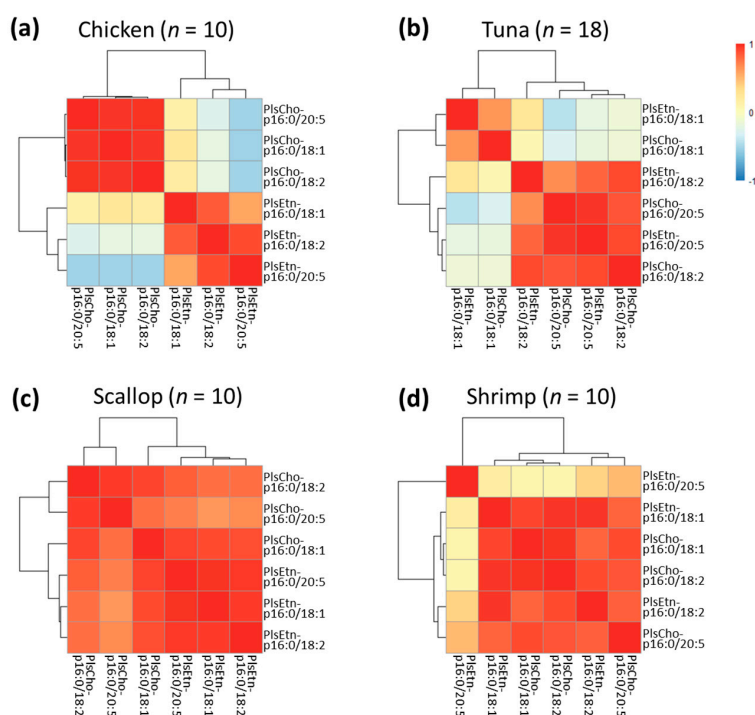 (a) Chicken (n = 10)
PlsCho-
p16:0/20:5
PlsCho-
p16:0/18:1
PlsCho-
p16:0/18:2
PlsEtn-
p16:0/18:1
PlsEtn-
p16:0/18:2
PlsEtn-
p16:0/20:5
PlsCho-
p16:0/20:5
PlsCho-
p16:0/18:1
PlsCho-
p16:0/18:2
PlsEtn-
p16:0/18:1
PlsEtn-
p16:0/18:2
PlsEtn-
p16:0/20:5
(b) Tuna (n = 18)
PlsEtn-
p16:0/18:1
PlsCho-
p16:0/18:1
PlsEtn-
p16:0/18:2
PlsCho-
p16:0/20:5
PlsEtn-
p16:0/20:5
PlsCho-
p16:0/18:2
PlsEtn-
p16:0/18:1
PlsCho-
p16:0/18:1
PlsEtn-
p16:0/18:2
PlsCho-
p16:0/20:5
PlsEtn-
p16:0/20:5
PlsCho-
p16:0/18:2
1
0
-1
(c) Scallop (n = 10)
PlsCho-
p16:0/18:2
PlsCho-
p16:0/20:5
PlsCho-
p16:0/18:1
PlsEtn-
p16:0/20:5
PlsEtn-
p16:0/18:1
PlsEtn-
p16:0/18:2
PlsCho-
p16:0/18:2
PlsCho-
p16:0/20:5
PlsCho-
p16:0/18:1
PlsEtn-
p16:0/20:5
PlsEtn-
p16:0/18:1
PlsEtn-
p16:0/18:2
(d) Shrimp (n = 10)
PlsEtn-
p16:0/20:5
PlsEtn-
p16:0/18:1
PlsCho-
p16:0/18:1
PlsCho-
p16:0/18:2
PlsEtn-
p16:0/18:2
PlsCho-
p16:0/20:5
PlsEtn-
p16:0/20:5
PlsEtn-
p16:0/18:1
PlsCho-
p16:0/18:1
PlsCho-
p16:0/18:2
PlsEtn-
p16:0/18:2
PlsCho-
p16:0/20:5